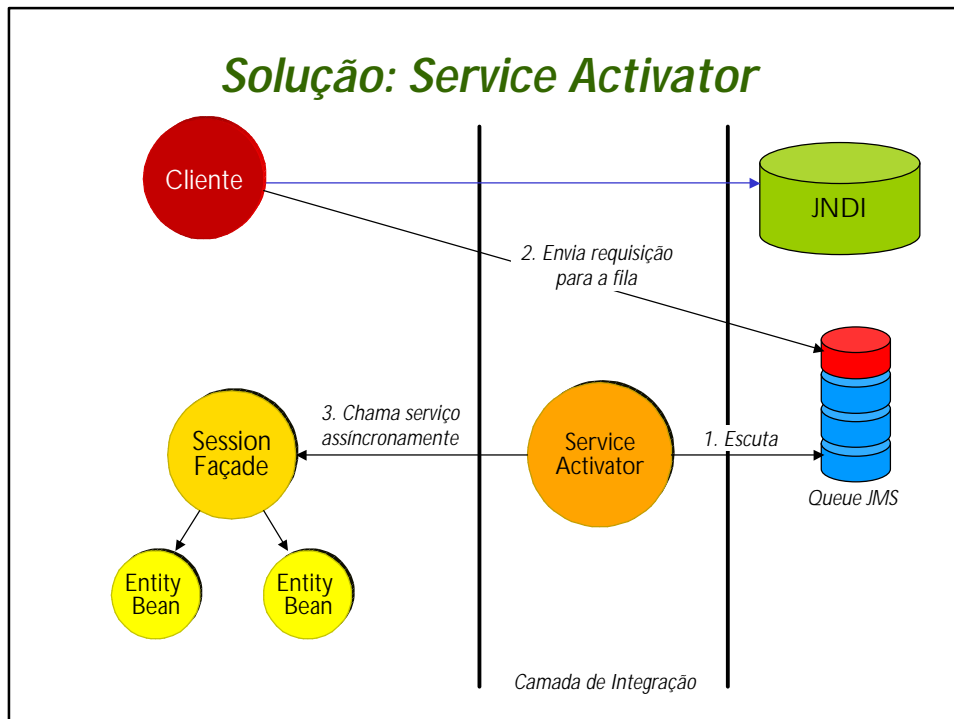 Solução: Service Activator
Cliente
JNDI
2. Envia requisição
para a fila
3. Chama serviço
assíncronamente
Session
Façade
Service
Activator
1. Escuta
Queue JMS
Entity
Bean
Entity
Bean
Camada de Integração